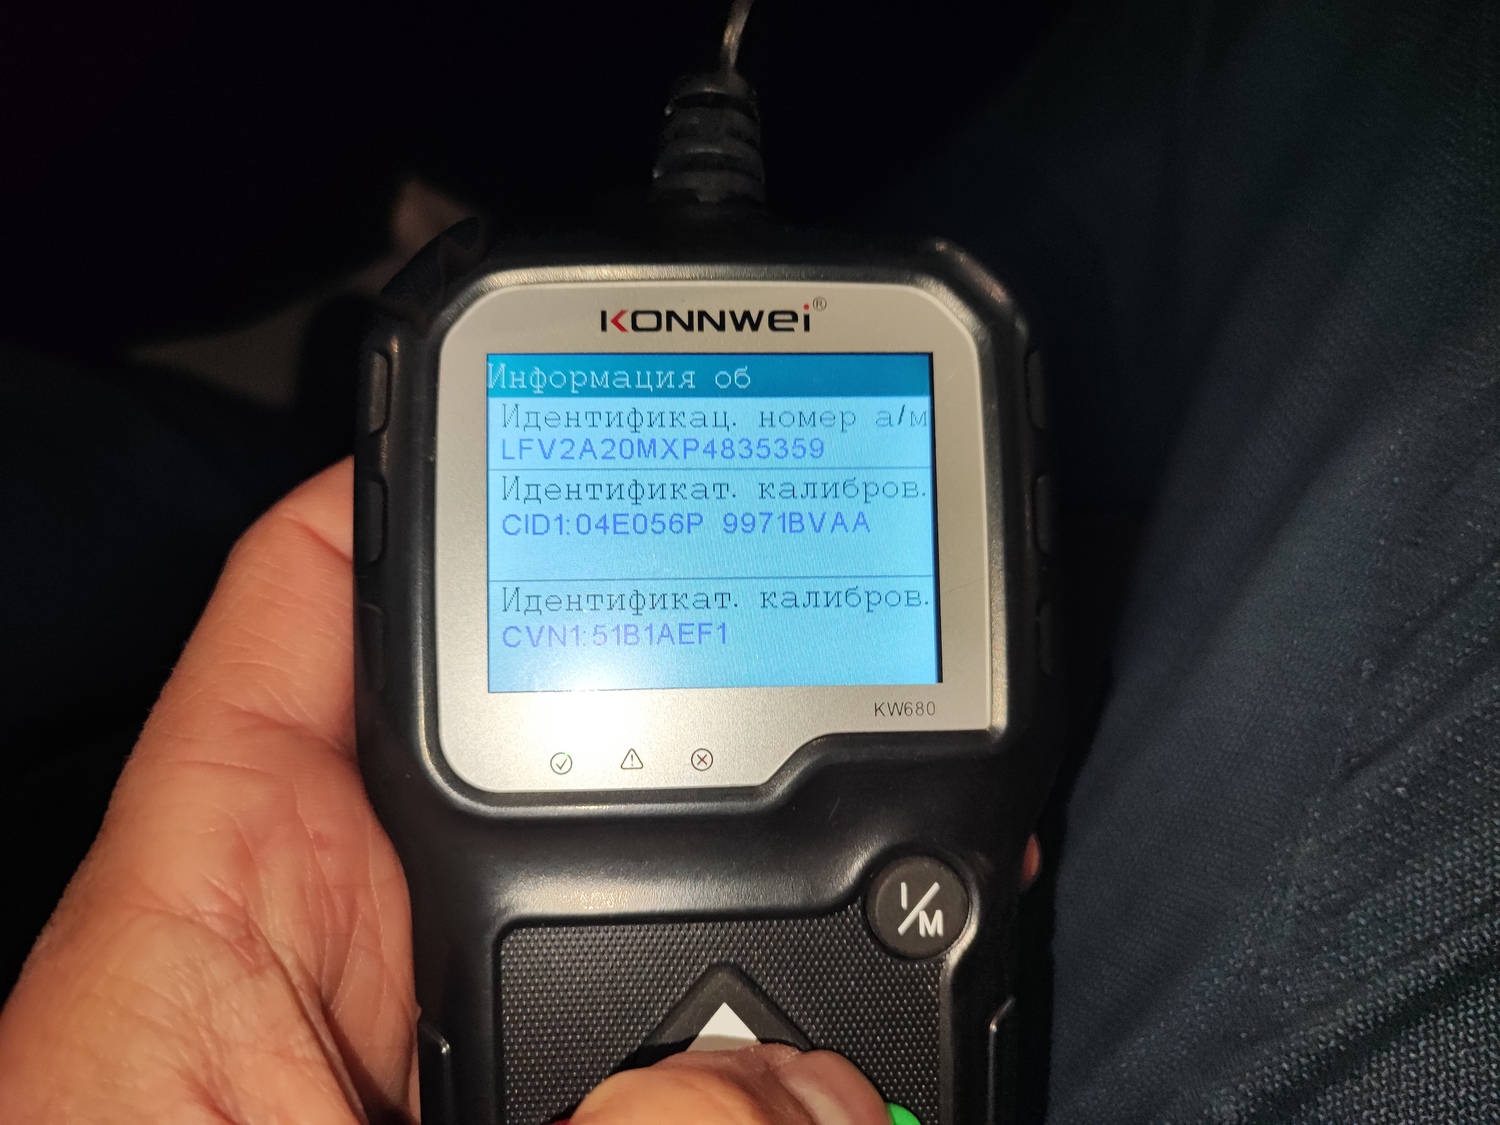 KONNWEI®
Информация об
Идентификац. номер а/м
LFV2A20MXP4835359
Идентификат. калибров.
CID1:04E056P 9971BVAA
Идентификат. калибров.
CVN1:51B1AEF1
KW680
I/M